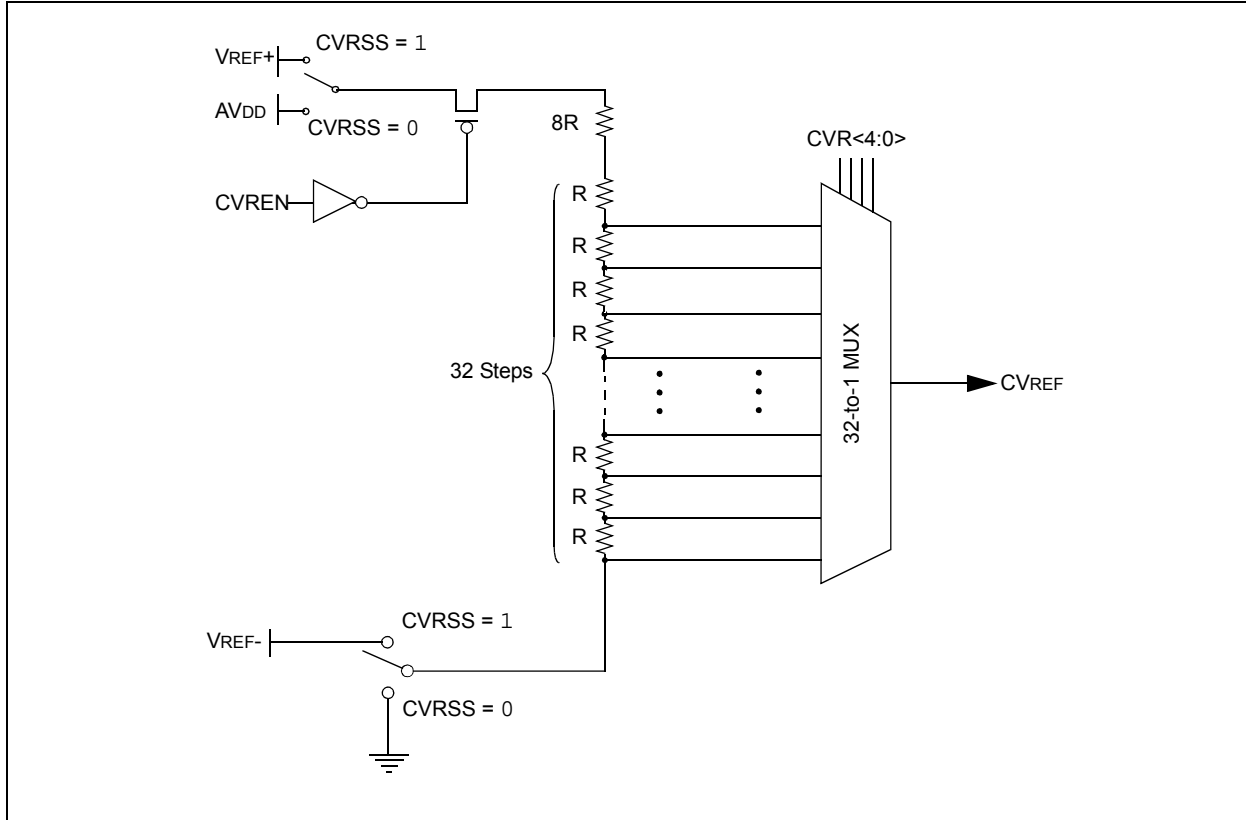 CVRSS = 1
VREF+
AVDD
CVRSS = 0
8R
CVR<4:0>
CVREN
R
R
R
R
32 Steps
32-to-1 MUX
CVREF
R
R
R
CVRSS = 1
VREF-
CVRSS = 0